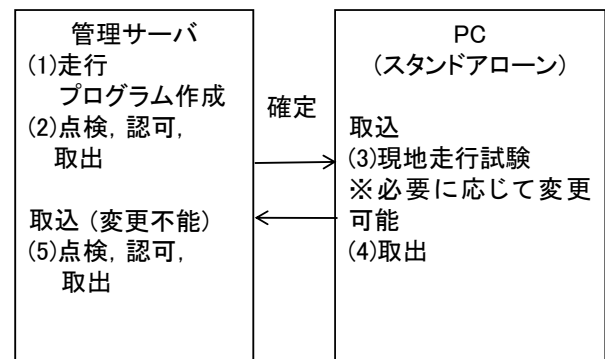 管理サーバ
(1)走行
プログラム作成
(2)点検，認可，
取出
取込（変更不能）
(5)点検，認可，
取出
確定
PC
（スタンドアローン）
取込
(3)現地走行試験
※必要に応じて変更
可能
(4)取出